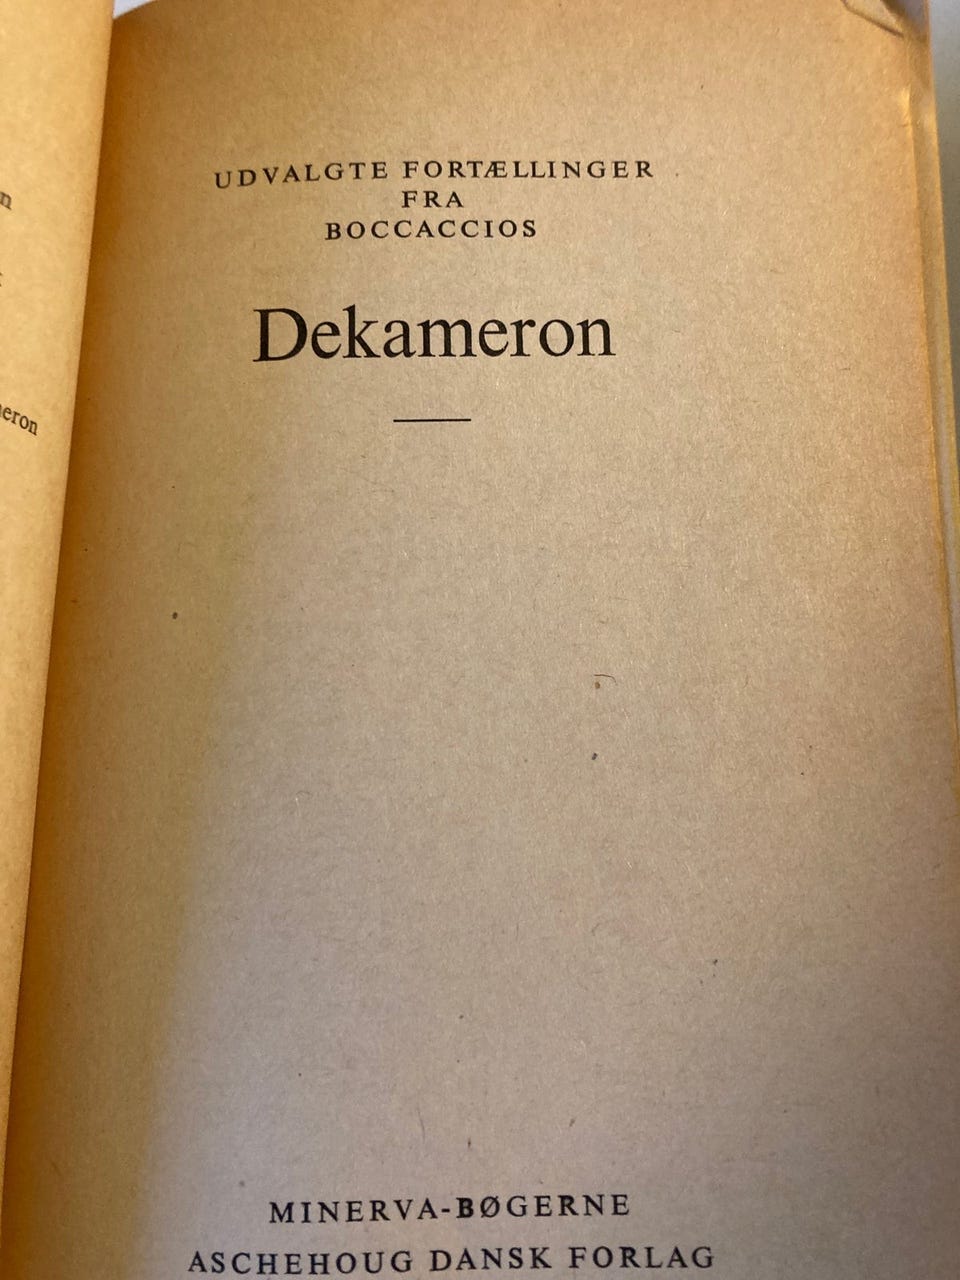 UDVALGTE FORTÆLLINGER
FRA
BOCCACCIOS
Dekameron
MINERVA-BØGERNE
ASCHEHOUG DANSK FORLAG